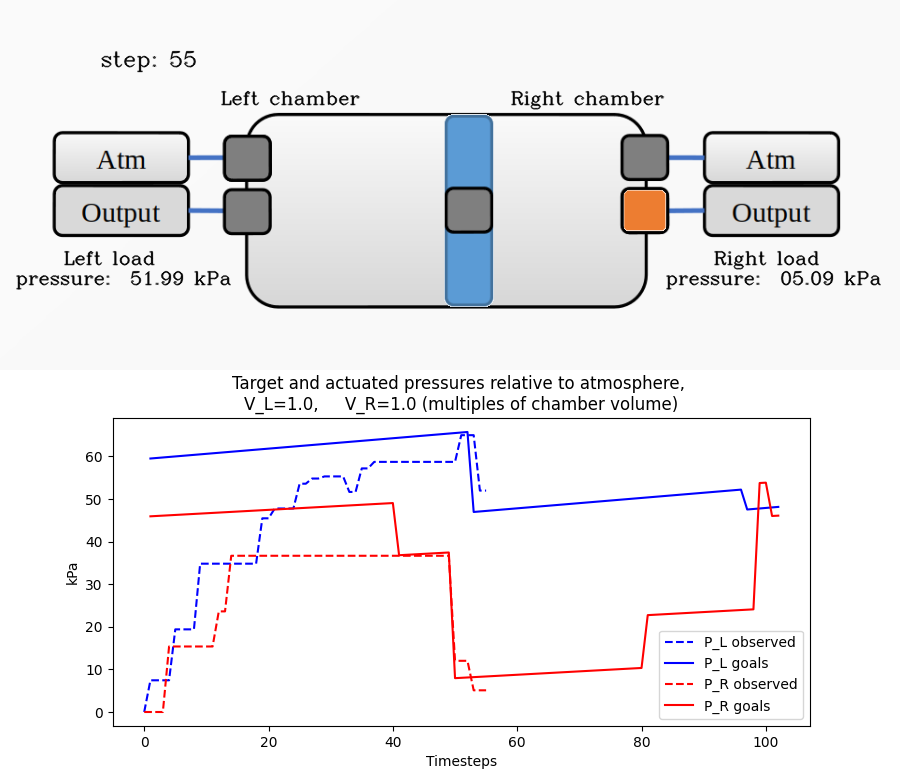 step: 55
Left chamber
Right chamber
Atm
Atm
Output
Output
Left load
pressure: 51.99 kPa
Right load
pressure: 05.09 kPa
Target and actuated pressures relative to atmosphere,
V_L=1.0, V_R=1.0 (multiples of chamber volume)
kPa
60
50
40
30
20
10
0
P_L observed
P_L goals
P_R observed
P_R goals
0 20 40 60 80 100
Timesteps